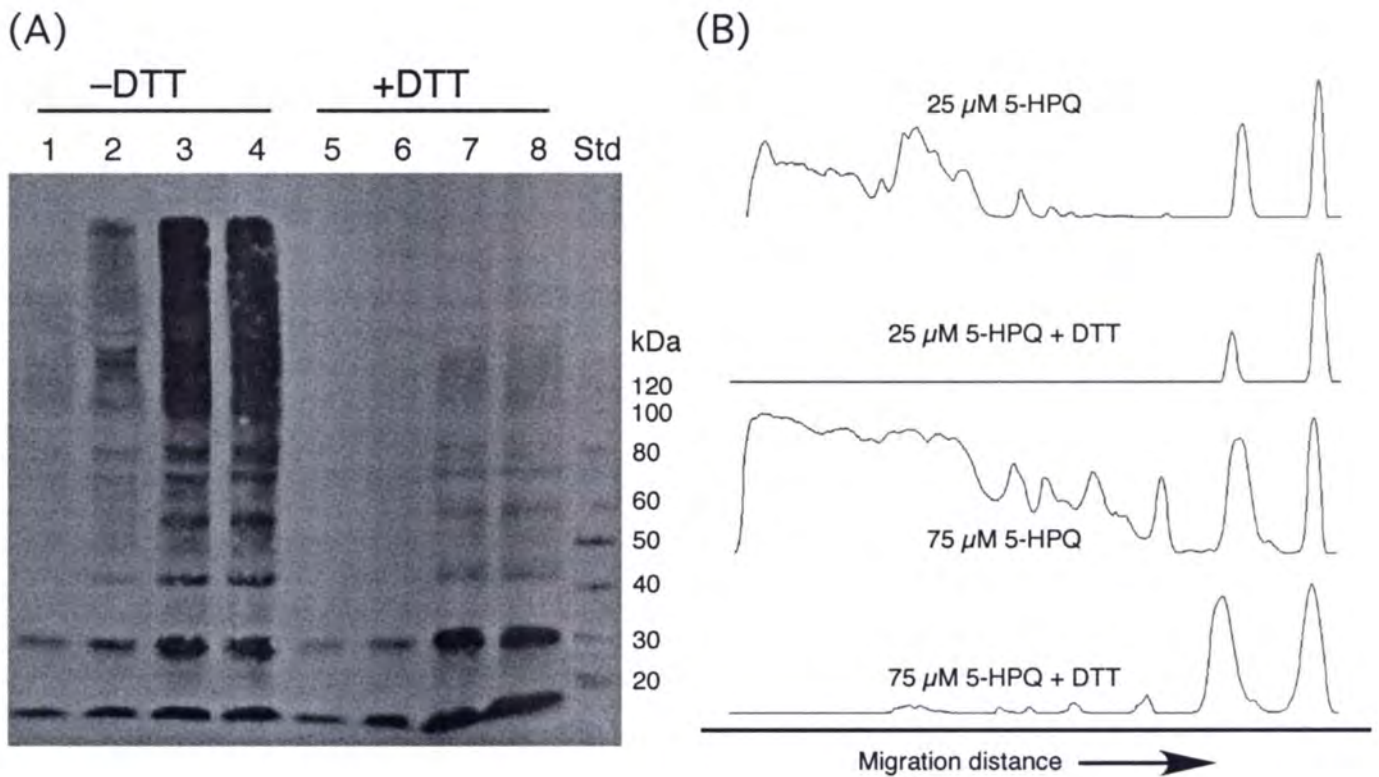 (A)
–DTT +DTT
1 2 3 4 5 6 7 8 Std
kDa
120
100
80
60
50
40
30
20
(B)
25 µM 5-HPQ
25 µM 5-HPQ + DTT
75 µM 5-HPQ
75 µM 5-HPQ + DTT
Migration distance